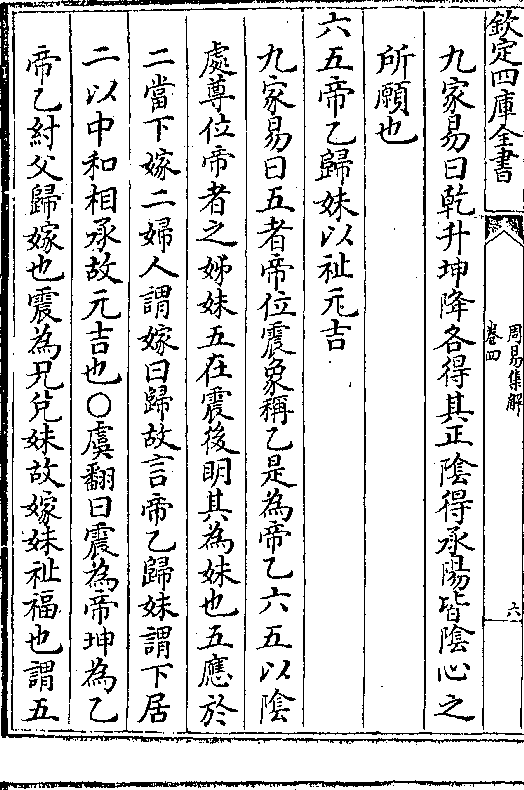 欽定四庫全書
周易集解
卷四
六
九家易曰乾升坤降各得其正陰得承陽皆陰心之
所願也
六五帝乙歸妹以祉元吉
九家易曰五者帝位震象稱乙是為帝乙六五以陰
處尊位帝者之姊妹五在震後明其為妹也五應於
二當下嫁二婦人謂嫁曰歸故言帝乙歸妹謂下居
二以中和相承故元吉也○虞翻曰震為帝坤為乙
帝乙紂父歸嫁也震為兄兌妹故嫁妹祉福也謂五